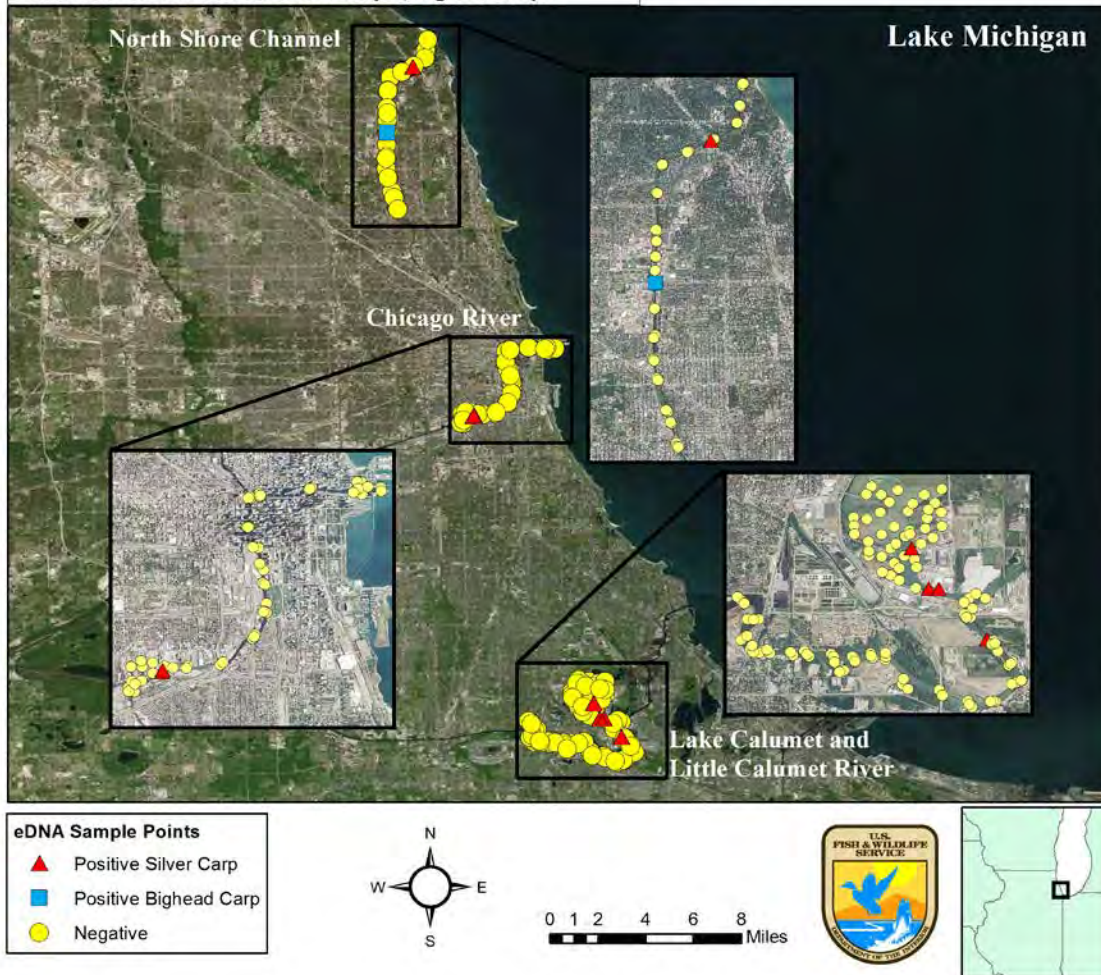 North Shore Channel
Lake Michigan
Chicago River
Lake Calumet and
Little Calumet River
eDNA Sample Points
Positive Silver Carp
Positive Bighead Carp
Negative
N
W E
S
0 1 2 4 6 8
Miles
U.S.
FISH & WILDLIFE
SERVICE
DEPARTMENT OF THE INTERIOR